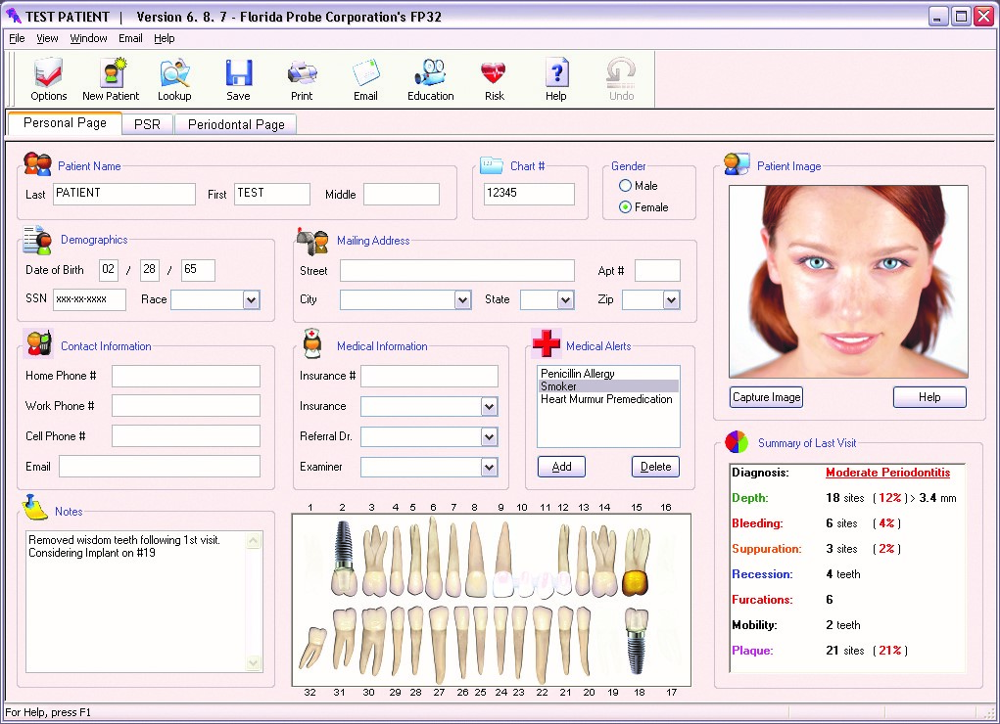 TEST PATIENT | Version 6. 8. 7 - Florida Probe Corporation's FP32
File View Window Email Help
Options New Patient Lookup Save Print Email Education Risk Help Undo
Personal Page PSR Periodontal Page
Patient Name
Last PATIENT First TEST Middle
Chart #
12345
Gender
Male
Female
Patient Image
Capture Image Help
Demographics
Date of Birth 02 / 28 / 65
SSN xxx-xx-xxxx Race
Mailing Address
Street Apt #
City State Zip
Contact Information
Home Phone #
Work Phone #
Cell Phone #
Email
Medical Information
Insurance #
Insurance
Referral Dr.
Examiner
Medical Alerts
Penicillin Allergy
Smoker
Heart Murmur Premedication
Add Delete
Summary of Last Visit
Diagnosis: Moderate Periodontitis
Depth: 18 sites ( 12% ) > 3.4 mm
Bleeding: 6 sites ( 4% )
Suppuration: 3 sites ( 2% )
Recession: 4 teeth
Furcations: 6
Mobility: 2 teeth
Plaque: 21 sites ( 21% )
Notes
Removed wisdom teeth following 1st visit.
Considering Implant on #19
1 2 3 4 5 6 7 8 9 10 11 12 13 14 15 16
32 31 30 29 28 27 26 25 24 23 22 21 20 19 18 17
For Help, press F1